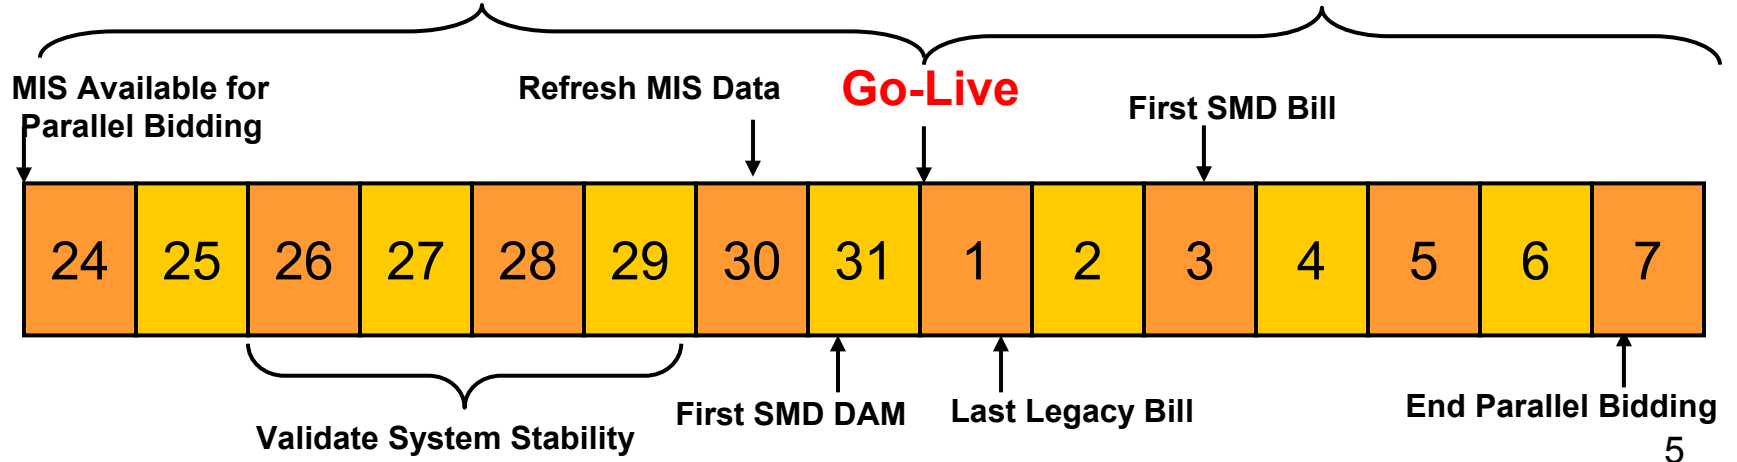 MIS Available for
Parallel Bidding
Refresh MIS Data
Go-Live
First SMD Bill
24 25 26 27 28 29 30 31 1 2 3 4 5 6 7
Validate System Stability
First SMD DAM
Last Legacy Bill
End Parallel Bidding
5